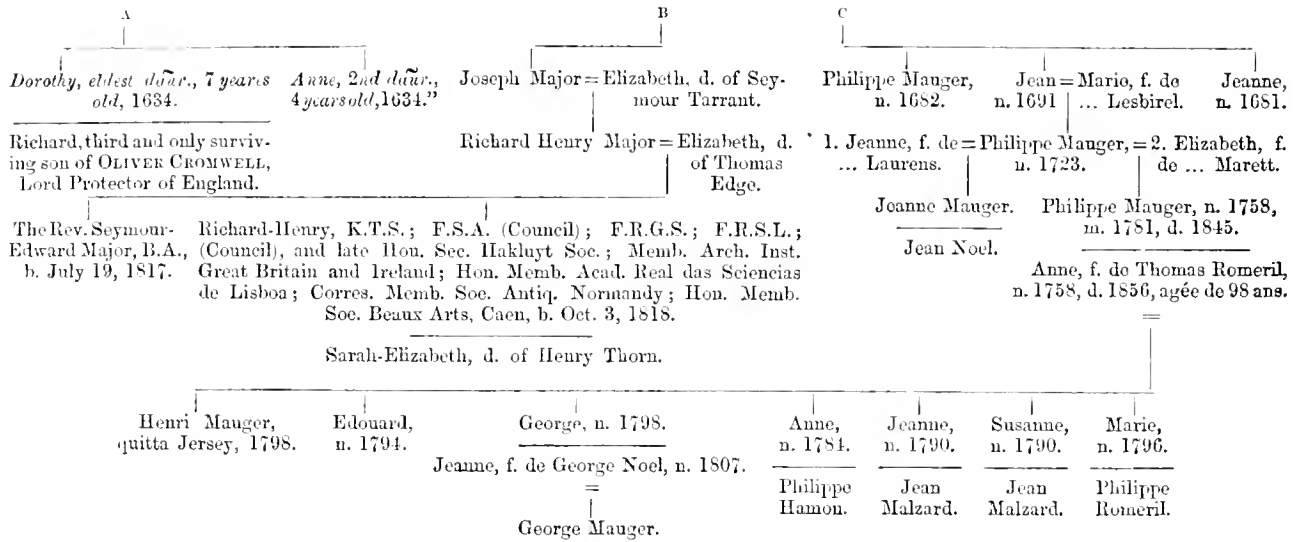 A
B
C
Dorothy, eldest daũr., 7 yeares
old, 1634.
Anne, 2nd daũr.,
4 years old, 1634."
Joseph Major = Elizabeth, d. of Sey-
mour Tarrant.
Philippe Mauger,
n. 1682.
Jean = Marie, f. de
n. 1691 ... Lesbirel.
Jeanne,
n. 1681.
Richard, third and only surviv-
ing son of OLIVER CROMWELL,
Lord Protector of England.
Richard Henry Major = Elizabeth, d.
of Thomas
Edge.
1. Jeanne, f. de = Philippe Mauger, = 2. Elizabeth, f.
... Laurens. n. 1723. de ... Marett.
Jeanne Mauger.
Jean Noel.
Philippe Mauger, n. 1758,
m. 1781, d. 1845.
Anne, f. de Thomas Romeril,
n. 1758, d. 1856, agée de 98 ans.
=
The Rev. Seymour-
Edward Major, B.A.,
b. July 19, 1817.
Richard-Henry, K.T.S.; F.S.A. (Council); F.R.G.S.; F.R.S.L.;
(Council), and late Hon. Sec. Hakluyt Soc.; Memb. Arch. Inst.
Great Britain and Ireland; Hon. Memb. Acad. Real das Sciencias
de Lisboa; Corres. Memb. Soc. Antiq. Normandy; Hon. Memb.
Soc. Beaux Arts, Caen, b. Oct. 3, 1818.
Sarah-Elizabeth, d. of Henry Thorn.
Henri Mauger,
quitta Jersey, 1798.
Edouard,
n. 1794.
George, n. 1798.
Jeanne, f. de George Noel, n. 1807.
=
George Mauger.
Anne,
n. 1784.
Philippe
Hamon.
Jeanne,
n. 1790.
Jean
Malzard.
Susanne,
n. 1790.
Jean
Malzard.
Marie,
n. 1796.
Philippe
Romeril.